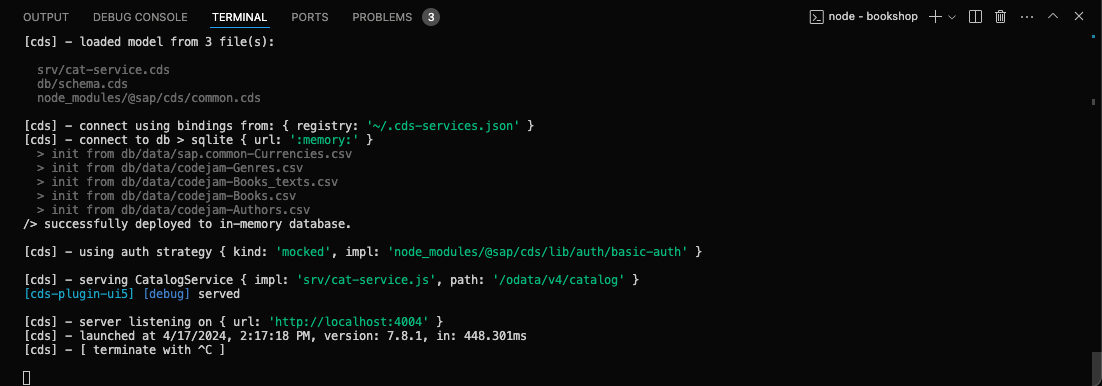 OUTPUT DEBUG CONSOLE TERMINAL PORTS PROBLEMS 3 node - bookshop
[cds] - loaded model from 3 file(s):
srv/cat-service.cds
db/schema.cds
node_modules/@sap/cds/common.cds
[cds] - connect using bindings from: { registry: '~/.cds-services.json' }
[cds] - connect to db > sqlite { url: ':memory:' }
> init from db/data/sap.common-Currencies.csv
> init from db/data/codejam-Genres.csv
> init from db/data/codejam-Books_texts.csv
> init from db/data/codejam-Books.csv
> init from db/data/codejam-Authors.csv
/> successfully deployed to in-memory database.
[cds] - using auth strategy { kind: 'mocked', impl: 'node_modules/@sap/cds/lib/auth/basic-auth' }
[cds] - serving CatalogService { impl: 'srv/cat-service.js', path: '/odata/v4/catalog' }
[cds-plugin-ui5] [debug] served
[cds] - server listening on { url: 'http://localhost:4004' }
[cds] - launched at 4/17/2024, 2:17:18 PM, version: 7.8.1, in: 448.301ms
[cds] - [ terminate with ^C ]